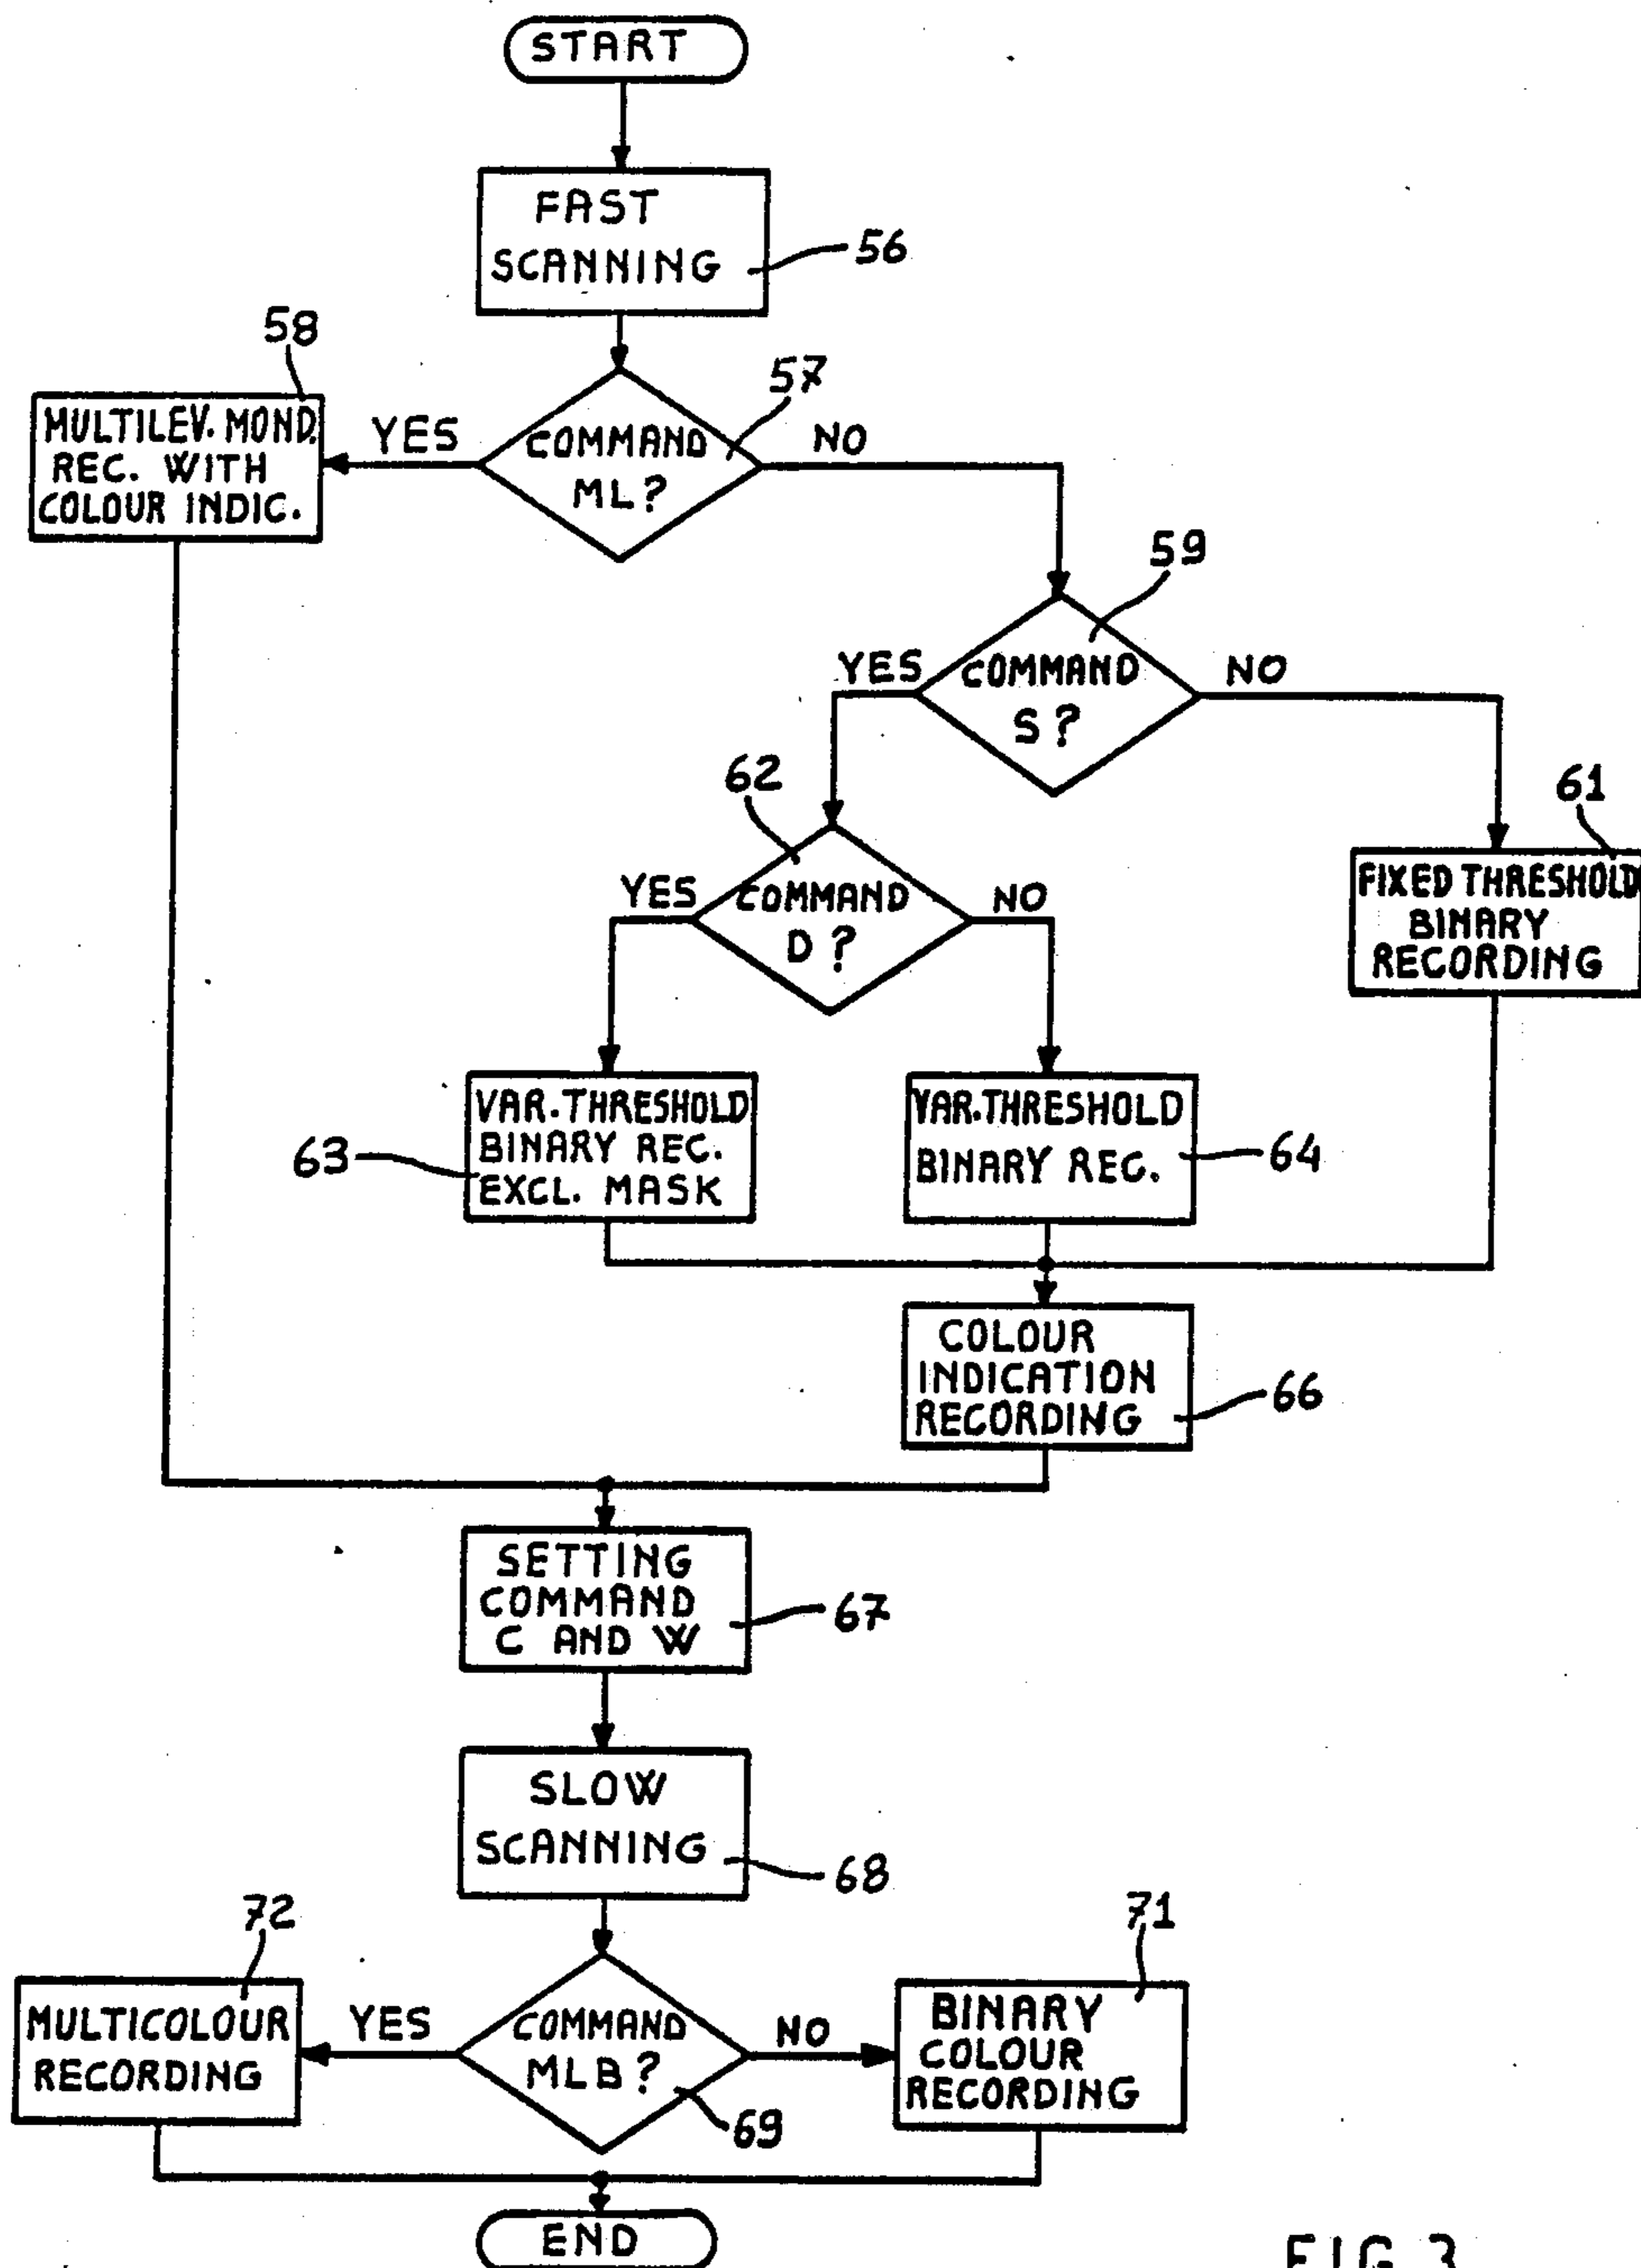 START
FAST
SCANNING
56
58
57
MULTILEV. MOND.
REC. WITH
COLOUR INDIC.
YES
COMMAND
ML?
NO
59
YES
COMMAND
S?
NO
62
61
YES
COMMAND
D?
NO
FIXED THRESHOLD
BINARY
RECORDING
VAR. THRESHOLD
BINARY REC.
EXCL. MASK
63
VAR. THRESHOLD
BINARY REC.
64
COLOUR
INDICATION
RECORDING
66
SETTING
COMMAND
C AND W
67
SLOW
SCANNING
68
72
71
MULTICOLOUR
RECORDING
YES
COMMAND
MLB?
NO
BINARY
COLOUR
RECORDING
69
END
FIG. 3